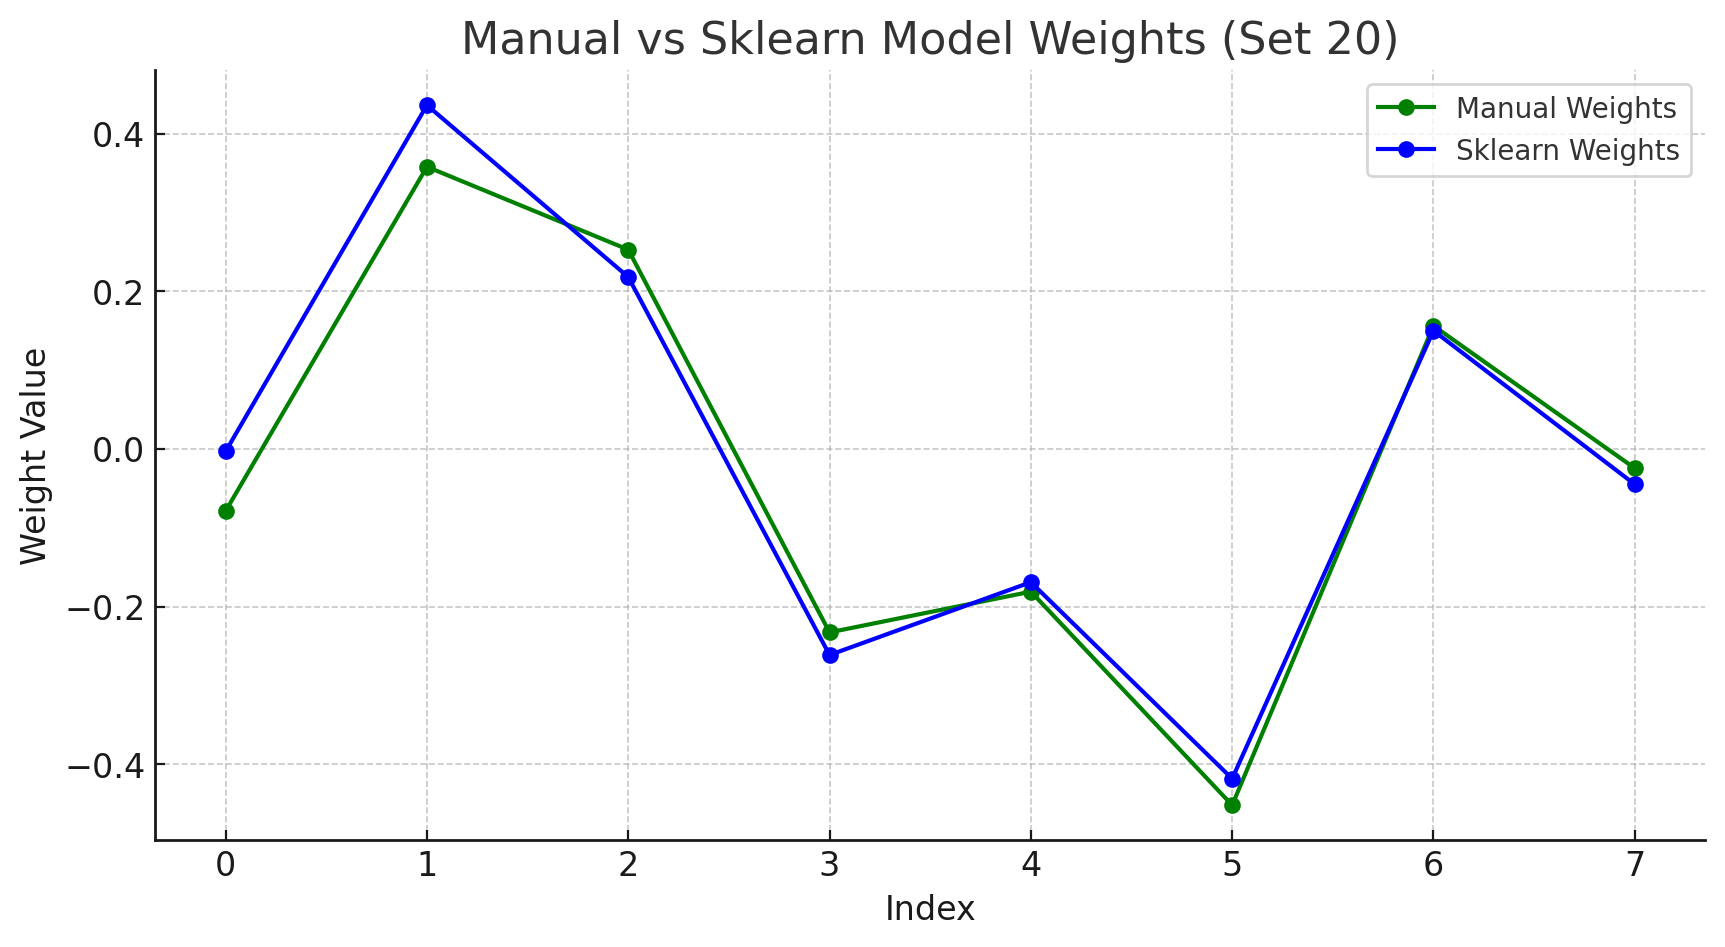 Manual vs Sklearn Model Weights (Set 20)
Manual Weights
Sklearn Weights
Weight Value
0.4
0.2
0.0
−0.2
−0.4
0 1 2 3 4 5 6 7
Index